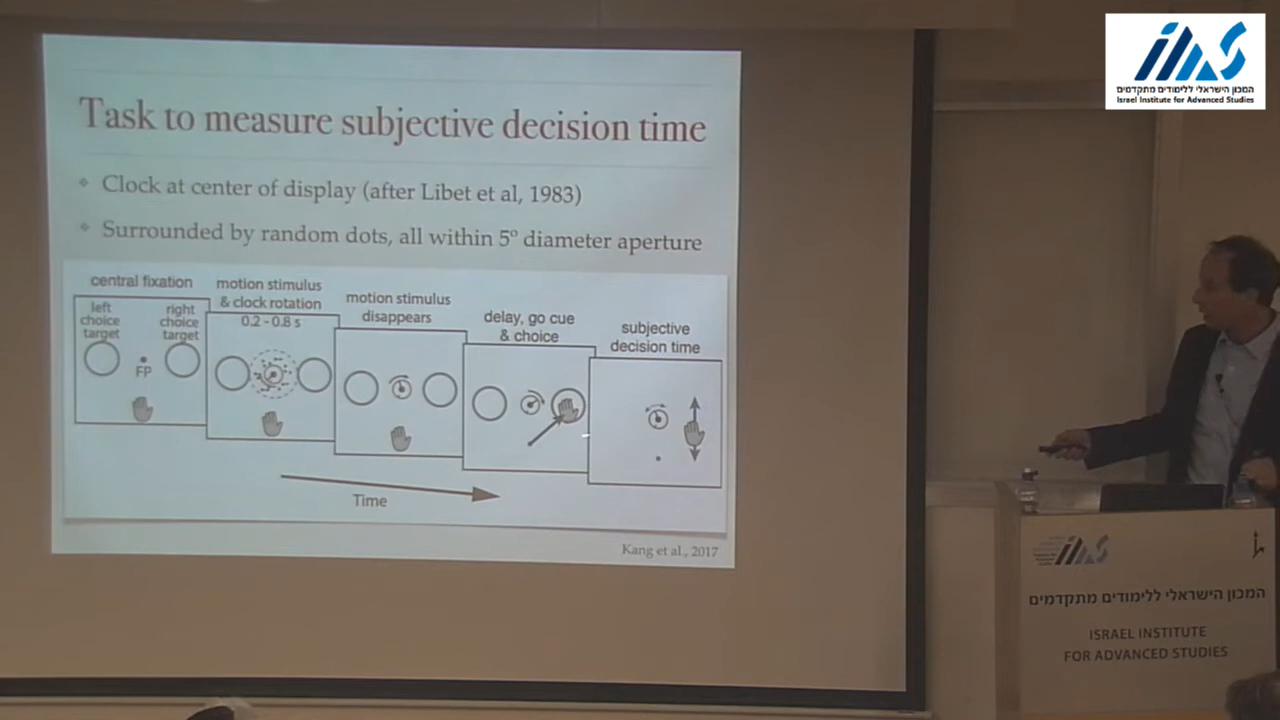 Task to measure subjective decision time
Clock at center of display (after Libet et al, 1983)
Surrounded by random dots, all within 5° diameter aperture
central fixation
left
choice
target
right
choice
target
FP
motion stimulus
& clock rotation
0.2 - 0.8 s
motion stimulus
disappears
delay, go cue
& choice
subjective
decision time
Time
Kang et al., 2017
המכון הישראלי ללימודים מתקדמים
Israel Institute for Advanced Studies
המכון הישראלי ללימודים מתקדמים
ISRAEL INSTITUTE
FOR ADVANCED STUDIES